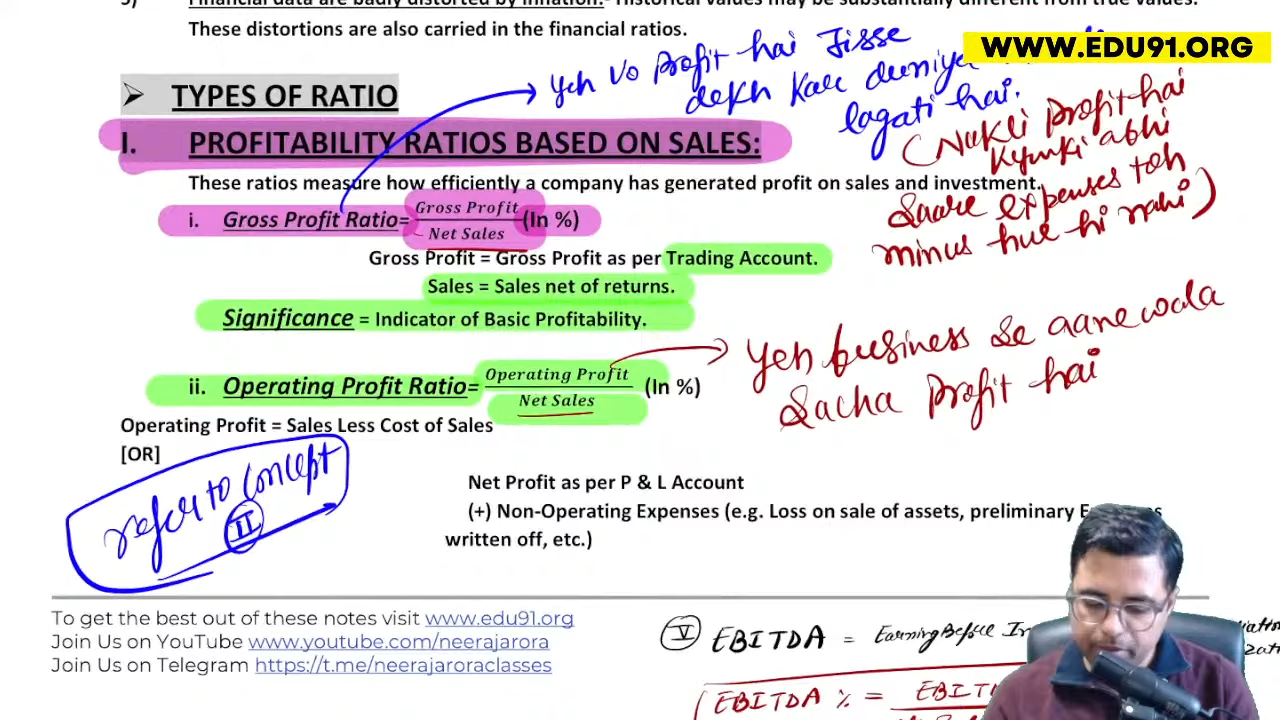 5) Financial data are badly distorted by inflation:- Historical values may be substantially different from true values.
These distortions are also carried in the financial ratios.
WWW.EDU91.ORG
Yeh vo Profit hai Jisse
dekh kar duniya
lagati hai.
(Nakli Profit hai
kyunki abhi
Saare expenses toh
minus hue hi nahi)
➢ TYPES OF RATIO
I. PROFITABILITY RATIOS BASED ON SALES:
These ratios measure how efficiently a company has generated profit on sales and investment.
i. Gross Profit Ratio= Gross Profit / Net Sales (In %)
Gross Profit = Gross Profit as per Trading Account.
Sales = Sales net of returns.
Significance = Indicator of Basic Profitability.
Yeh business se aane wala
Sacha Profit hai
ii. Operating Profit Ratio= Operating Profit / Net Sales (In %)
Operating Profit = Sales Less Cost of Sales
[OR]
refer to concept
II
Net Profit as per P & L Account
(+) Non-Operating Expenses (e.g. Loss on sale of assets, preliminary
written off, etc.)
To get the best out of these notes visit www.edu91.org
Join Us on YouTube www.youtube.com/neerajarora
Join Us on Telegram https://t.me/neerajaroraclasses
V EBITDA = Earning Before
EBITDA % =